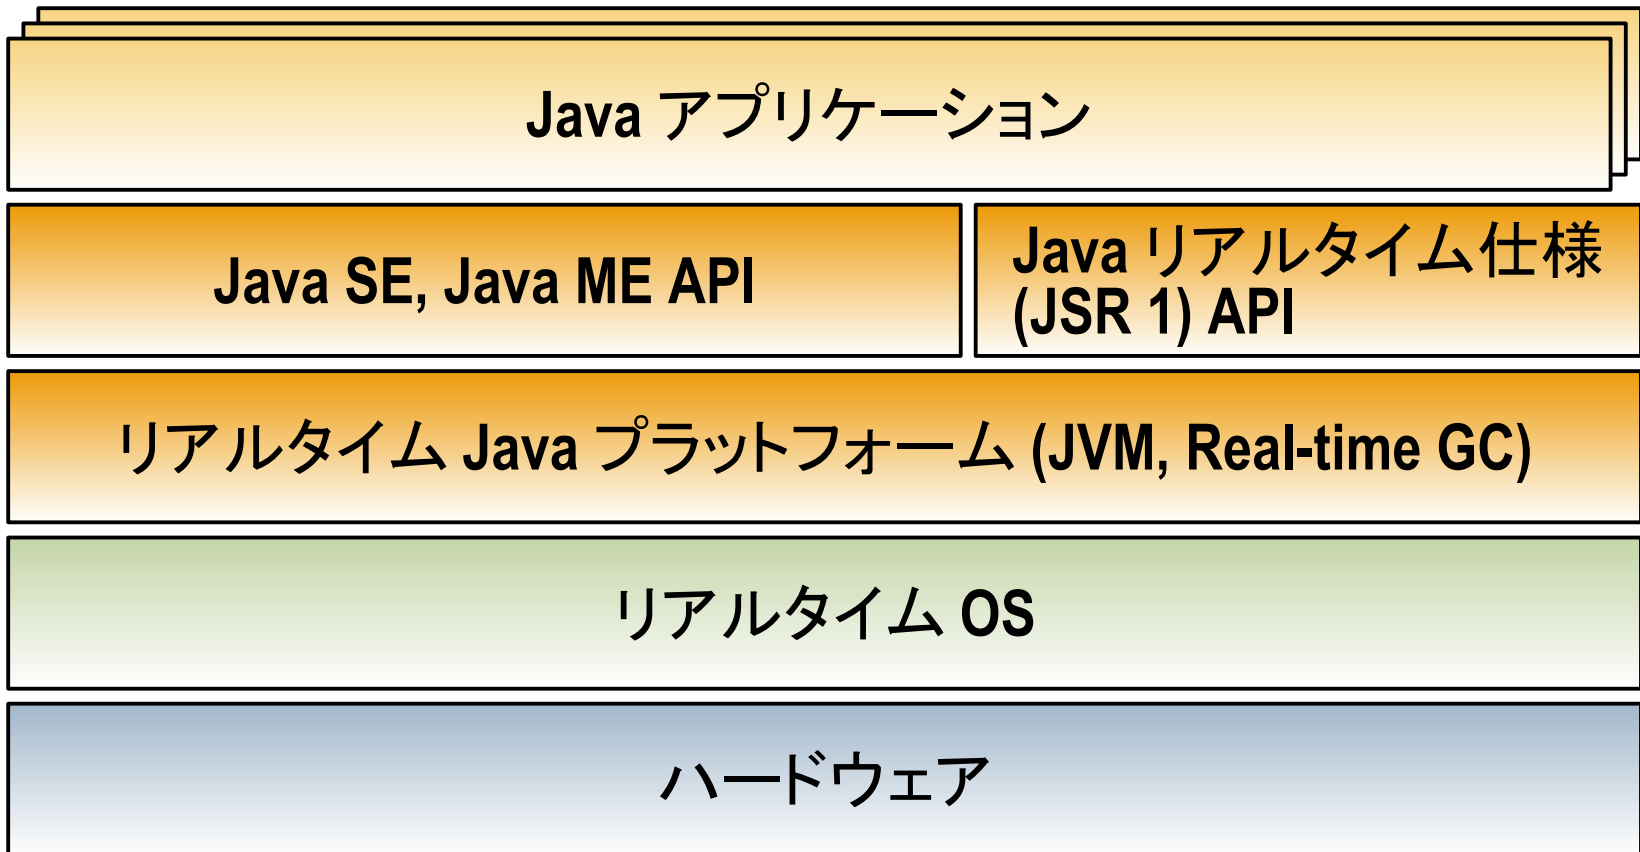 Java アプリケーション
Java SE, Java ME API
Java リアルタイム仕様
(JSR 1) API
リアルタイム Java プラットフォーム (JVM, Real-time GC)
リアルタイム OS
ハードウェア